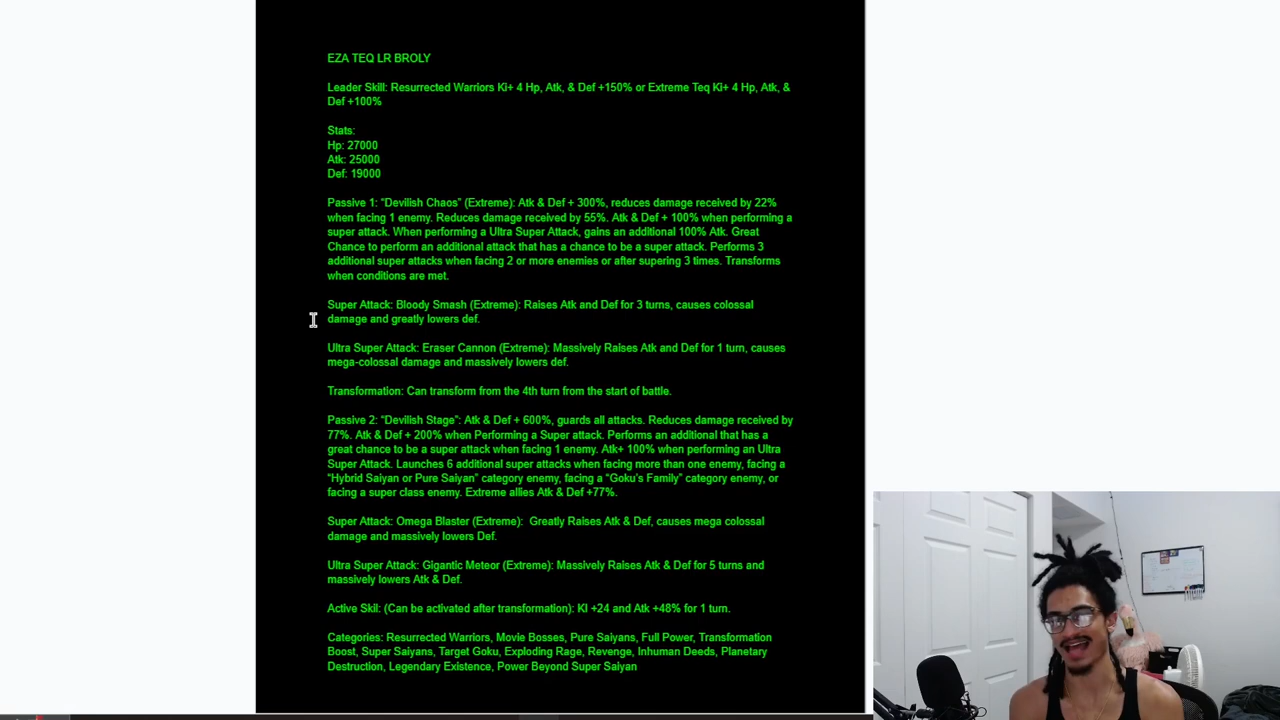 EZA TEQ LR BROLY
Leader Skill: Resurrected Warriors Ki+ 4 Hp, Atk, & Def +150% or Extreme Teq Ki+ 4 Hp, Atk, &
Def +100%
Stats:
Hp: 27000
Atk: 25000
Def: 19000
Passive 1: “Devilish Chaos” (Extreme): Atk & Def + 300%, reduces damage received by 22%
when facing 1 enemy. Reduces damage received by 55%. Atk & Def + 100% when performing a
super attack. When performing a Ultra Super Attack, gains an additional 100% Atk. Great
Chance to perform an additional attack that has a chance to be a super attack. Performs 3
additional super attacks when facing 2 or more enemies or after supering 3 times. Transforms
when conditions are met.
Super Attack: Bloody Smash (Extreme): Raises Atk and Def for 3 turns, causes colossal
damage and greatly lowers def.
Ultra Super Attack: Eraser Cannon (Extreme): Massively Raises Atk and Def for 1 turn, causes
mega-colossal damage and massively lowers def.
Transformation: Can transform from the 4th turn from the start of battle.
Passive 2: “Devilish Stage”: Atk & Def + 600%, guards all attacks. Reduces damage received by
77%. Atk & Def + 200% when Performing a Super attack. Performs an additional that has a
great chance to be a super attack when facing 1 enemy. Atk+ 100% when performing an Ultra
Super Attack. Launches 6 additional super attacks when facing more than one enemy, facing a
“Hybrid Saiyan or Pure Saiyan” category enemy, facing a “Goku’s Family” category enemy, or
facing a super class enemy. Extreme allies Atk & Def +77%.
Super Attack: Omega Blaster (Extreme): Greatly Raises Atk & Def, causes mega colossal
damage and massively lowers Def.
Ultra Super Attack: Gigantic Meteor (Extreme): Massively Raises Atk & Def for 5 turns and
massively lowers Atk & Def.
Active Skil: (Can be activated after transformation): KI +24 and Atk +48% for 1 turn.
Categories: Resurrected Warriors, Movie Bosses, Pure Saiyans, Full Power, Transformation
Boost, Super Saiyans, Target Goku, Exploding Rage, Revenge, Inhuman Deeds, Planetary
Destruction, Legendary Existence, Power Beyond Super Saiyan